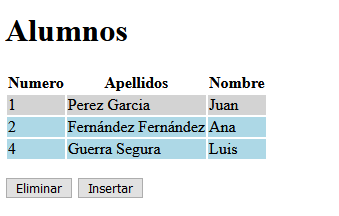 Alumnos
Numero Apellidos Nombre
1 Perez Garcia Juan
2 Fernández Fernández Ana
4 Guerra Segura Luis
Eliminar Insertar